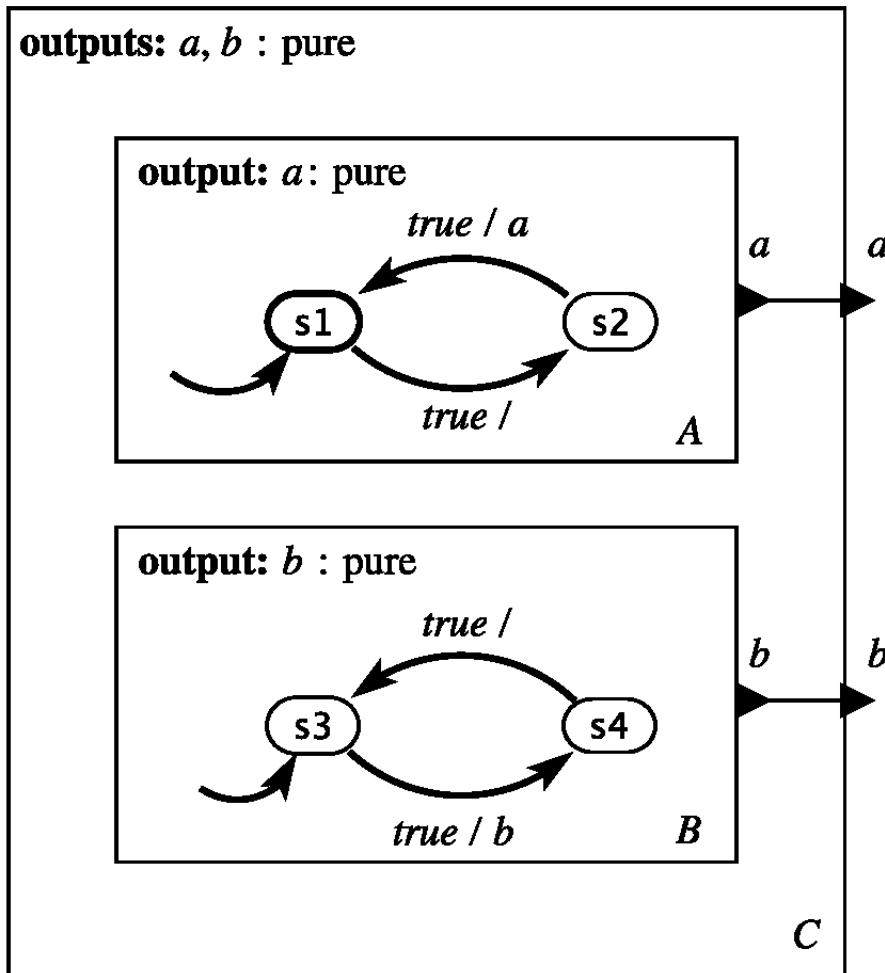 outputs: a, b : pure
output: a: pure
true / a
a
a
s1
s2
true /
A
output: b : pure
true /
b
b
s3
s4
true / b
B
C